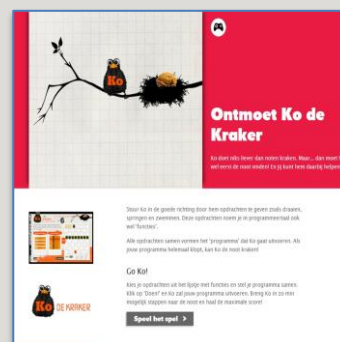 Ko
Ontmoet Ko de
Kraker
Ko doet niks liever dan noten kraken. Maar... dan moet hij
wel eerst de noot vinden! En jij kunt hem daarbij helpen
Stuur Ko in de goede richting door hem opdrachten te geven zoals draaien,
springen en zwemmen. Deze opdrachten noem je in programmeertaal ook
wel 'functies'.
Alle opdrachten samen vormen het 'programma' dat Ko gaat uitvoeren. Als
jouw programma helemaal klopt, kan Ko de noot kraken!
Go Ko!
Kies je opdrachten uit het lijstje met functies en stel je programma samen.
Klik op 'Doen!' en Ko zal jouw programma uitvoeren. Breng Ko in zo min
mogelijk stappen naar de noot en haal de maximale score!
Ko DE KRAKER
Speel het spel >